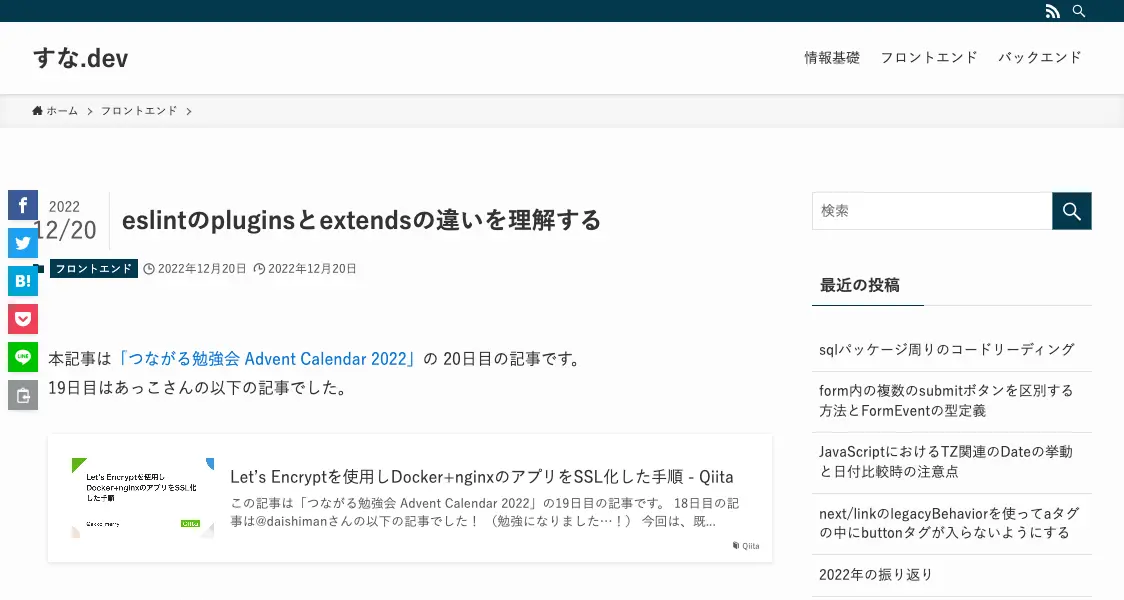 すな.dev
情報基礎 フロントエンド バックエンド
ホーム フロントエンド
2022
12/20
eslintのpluginsとextendsの違いを理解する
フロントエンド 2022年12月20日 2022年12月20日
B!
LINE
本記事は「つながる勉強会 Advent Calendar 2022」の 20日目の記事です。
19日目はあっこさんの以下の記事でした。
Let's Encryptを使用し
Docker+nginxのアプリをSSL化
した手順
Qiita
Let's Encryptを使用しDocker+nginxのアプリをSSL化した手順 - Qiita
この記事は「つながる勉強会 Advent Calendar 2022」の19日目の記事です。 18日目の記
事は@daishimanさんの以下の記事でした！ （勉強になりました…！） 今回は、既...
Qiita
検索
最近の投稿
sqlパッケージ周りのコードリーディング
form内の複数のsubmitボタンを区別する
方法とFormEventの型定義
JavaScriptにおけるTZ関連のDateの挙動
と日付比較時の注意点
next/linkのlegacyBehaviorを使ってaタグ
の中にbuttonタグが入らないようにする
2022年の振り返り